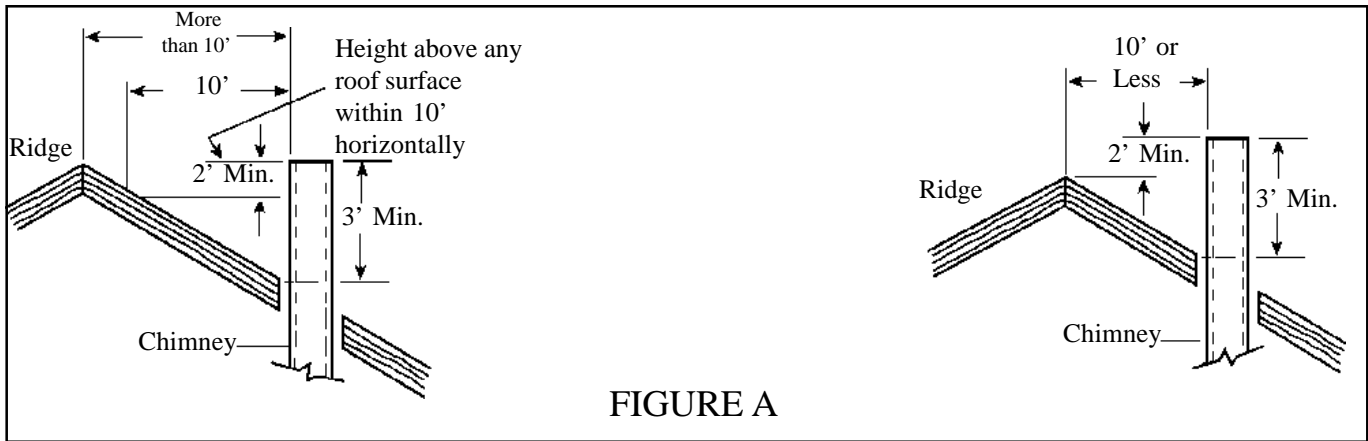 More
than 10’
10’
Height above any
roof surface
within 10’
horizontally
Ridge
2’ Min.
3’ Min.
Chimney
10’ or
Less
2’ Min.
Ridge
3’ Min.
Chimney
FIGURE A